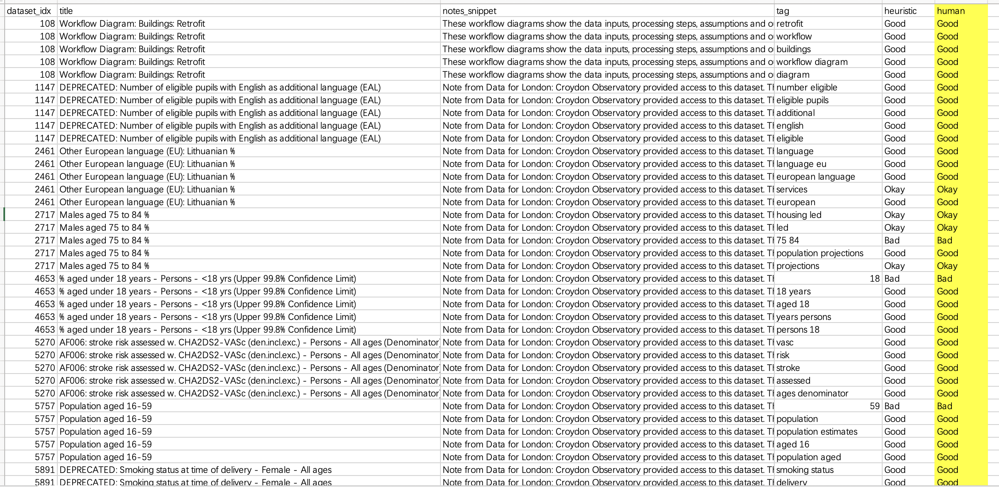 dataset_idx title notes_snippet tag heuristic human
108 Workflow Diagram: Buildings: Retrofit These workflow diagrams show the data inputs, processing steps, assumptions and retrofit Good Good
108 Workflow Diagram: Buildings: Retrofit These workflow diagrams show the data inputs, processing steps, assumptions and workflow Good Good
108 Workflow Diagram: Buildings: Retrofit These workflow diagrams show the data inputs, processing steps, assumptions and buildings Good Good
108 Workflow Diagram: Buildings: Retrofit These workflow diagrams show the data inputs, processing steps, assumptions and workflow diagram Good Good
108 Workflow Diagram: Buildings: Retrofit These workflow diagrams show the data inputs, processing steps, assumptions and diagram Good Good
1147 DEPRECATED: Number of eligible pupils with English as additional language (EAL) Note from Data for London: Croydon Observatory provided access to this dataset. number eligible Good Good
1147 DEPRECATED: Number of eligible pupils with English as additional language (EAL) Note from Data for London: Croydon Observatory provided access to this dataset. eligible pupils Good Good
1147 DEPRECATED: Number of eligible pupils with English as additional language (EAL) Note from Data for London: Croydon Observatory provided access to this dataset. additional Good Good
1147 DEPRECATED: Number of eligible pupils with English as additional language (EAL) Note from Data for London: Croydon Observatory provided access to this dataset. english Good Good
1147 DEPRECATED: Number of eligible pupils with English as additional language (EAL) Note from Data for London: Croydon Observatory provided access to this dataset. eligible Good Good
2461 Other European language (EU): Lithuanian % Note from Data for London: Croydon Observatory provided access to this dataset. language Good Good
2461 Other European language (EU): Lithuanian % Note from Data for London: Croydon Observatory provided access to this dataset. language eu Good Good
2461 Other European language (EU): Lithuanian % Note from Data for London: Croydon Observatory provided access to this dataset. european language Good Good
2461 Other European language (EU): Lithuanian % Note from Data for London: Croydon Observatory provided access to this dataset. services Okay Okay
2461 Other European language (EU): Lithuanian % Note from Data for London: Croydon Observatory provided access to this dataset. european Good Good
2717 Males aged 75 to 84 % Note from Data for London: Croydon Observatory provided access to this dataset. housing led Okay Okay
2717 Males aged 75 to 84 % Note from Data for London: Croydon Observatory provided access to this dataset. led Okay Okay
2717 Males aged 75 to 84 % Note from Data for London: Croydon Observatory provided access to this dataset. 75 84 Bad Bad
2717 Males aged 75 to 84 % Note from Data for London: Croydon Observatory provided access to this dataset. population projections Good Good
2717 Males aged 75 to 84 % Note from Data for London: Croydon Observatory provided access to this dataset. projections Okay Okay
4653 % aged under 18 years - Persons - <18 yrs (Upper 99.8% Confidence Limit) Note from Data for London: Croydon Observatory provided access to this dataset. 18 Bad Bad
4653 % aged under 18 years - Persons - <18 yrs (Upper 99.8% Confidence Limit) Note from Data for London: Croydon Observatory provided access to this dataset. 18 years Good Good
4653 % aged under 18 years - Persons - <18 yrs (Upper 99.8% Confidence Limit) Note from Data for London: Croydon Observatory provided access to this dataset. aged 18 Good Good
4653 % aged under 18 years - Persons - <18 yrs (Upper 99.8% Confidence Limit) Note from Data for London: Croydon Observatory provided access to this dataset. years persons Good Good
4653 % aged under 18 years - Persons - <18 yrs (Upper 99.8% Confidence Limit) Note from Data for London: Croydon Observatory provided access to this dataset. persons 18 Good Good
5270 AF006: stroke risk assessed w. CHA2DS2-VASc (den.incl.exc.) - Persons - All ages (Denominator) Note from Data for London: Croydon Observatory provided access to this dataset. vasc Good Good
5270 AF006: stroke risk assessed w. CHA2DS2-VASc (den.incl.exc.) - Persons - All ages (Denominator) Note from Data for London: Croydon Observatory provided access to this dataset. risk Good Good
5270 AF006: stroke risk assessed w. CHA2DS2-VASc (den.incl.exc.) - Persons - All ages (Denominator) Note from Data for London: Croydon Observatory provided access to this dataset. stroke Good Good
5270 AF006: stroke risk assessed w. CHA2DS2-VASc (den.incl.exc.) - Persons - All ages (Denominator) Note from Data for London: Croydon Observatory provided access to this dataset. assessed Good Good
5270 AF006: stroke risk assessed w. CHA2DS2-VASc (den.incl.exc.) - Persons - All ages (Denominator) Note from Data for London: Croydon Observatory provided access to this dataset. ages denominator Good Good
5757 Population aged 16-59 Note from Data for London: Croydon Observatory provided access to this dataset. 59 Bad Bad
5757 Population aged 16-59 Note from Data for London: Croydon Observatory provided access to this dataset. population Good Good
5757 Population aged 16-59 Note from Data for London: Croydon Observatory provided access to this dataset. population estimates Good Good
5757 Population aged 16-59 Note from Data for London: Croydon Observatory provided access to this dataset. aged 16 Good Good
5757 Population aged 16-59 Note from Data for London: Croydon Observatory provided access to this dataset. population aged Good Good
5891 DEPRECATED: Smoking status at time of delivery - Female - All ages Note from Data for London: Croydon Observatory provided access to this dataset. smoking status Good Good
5891 DEPRECATED: Smoking status at time of delivery - Female - All ages Note from Data for London: Croydon Observatory provided access to this dataset. delivery Good Good